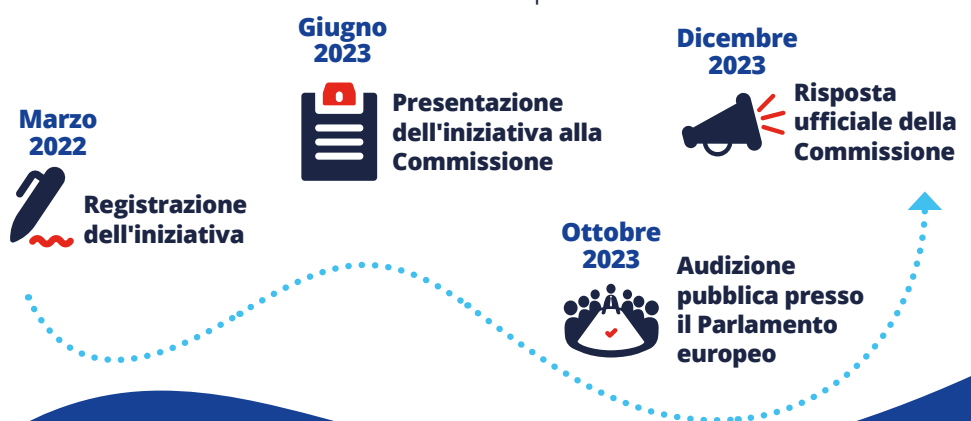 Marzo
2022
Registrazione
dell'iniziativa
Giugno
2023
Presentazione
dell'iniziativa alla
Commissione
Ottobre
2023
Audizione
pubblica presso
il Parlamento
europeo
Dicembre
2023
Risposta
ufficiale della
Commissione